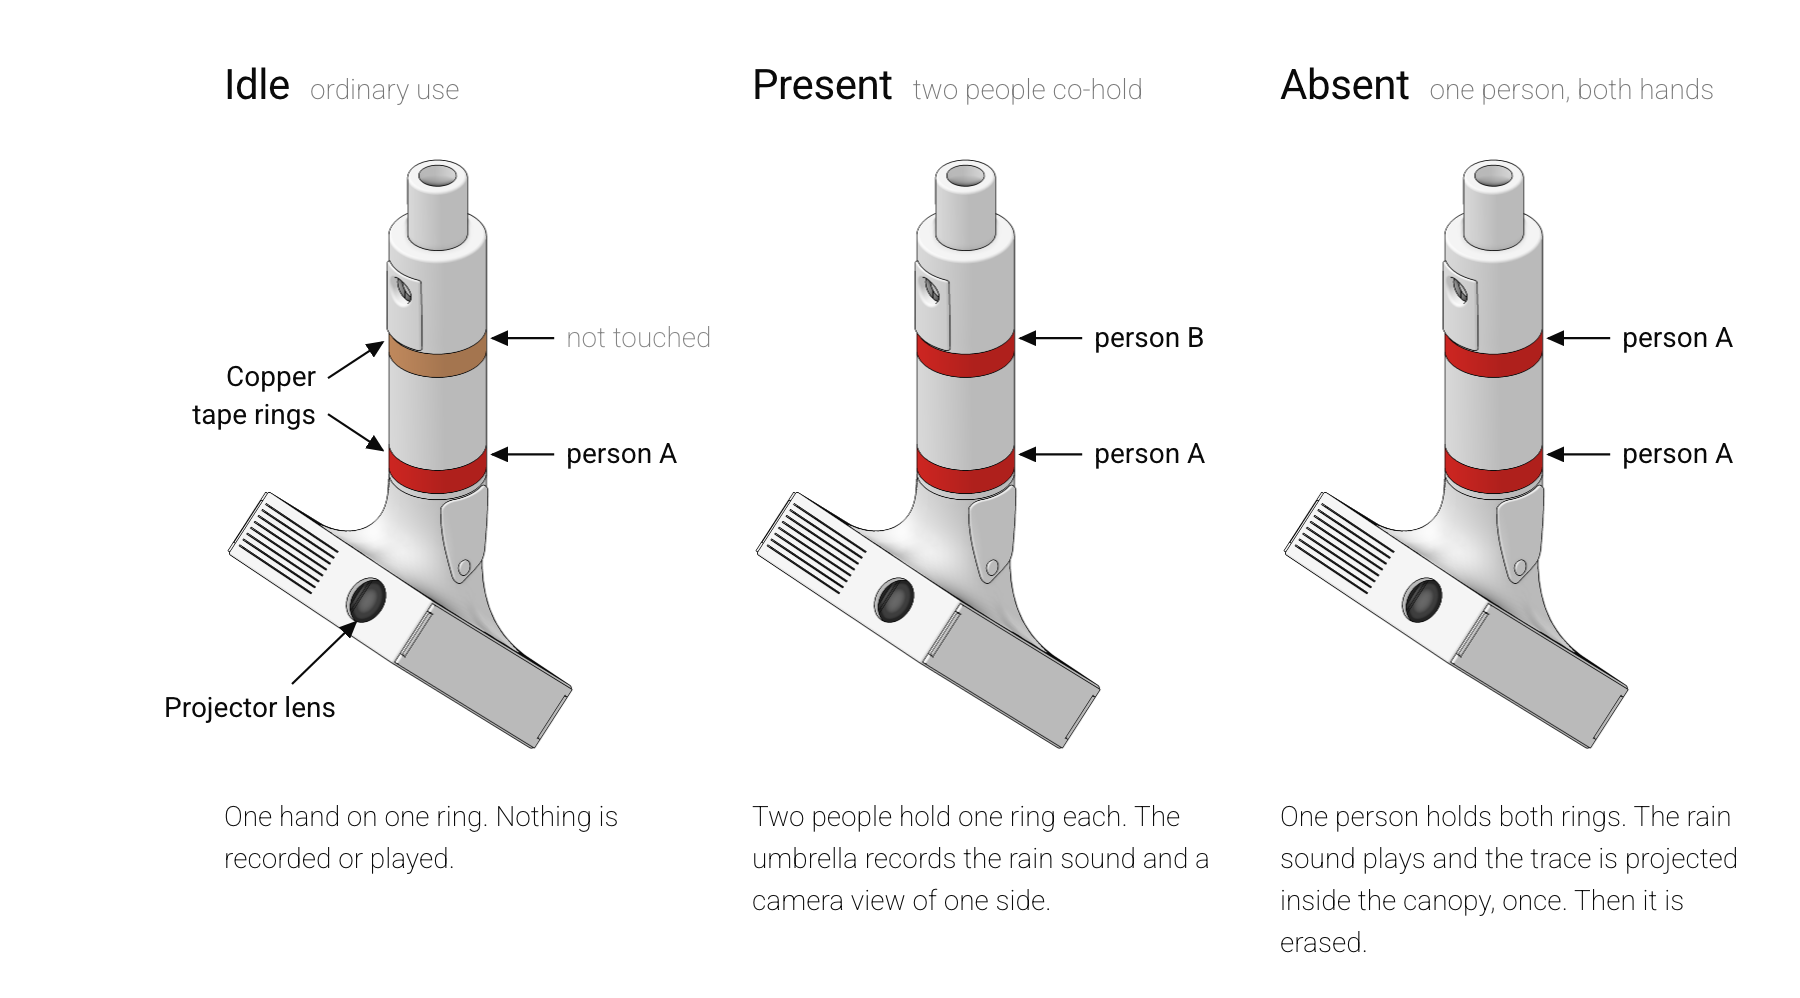 Idle ordinary use
not touched
Copper
tape rings
person A
Projector lens
One hand on one ring. Nothing is
recorded or played.
Present two people co-hold
person B
person A
Two people hold one ring each. The
umbrella records the rain sound and a
camera view of one side.
Absent one person, both hands
person A
person A
One person holds both rings. The rain
sound plays and the trace is projected
inside the canopy, once. Then it is
erased.